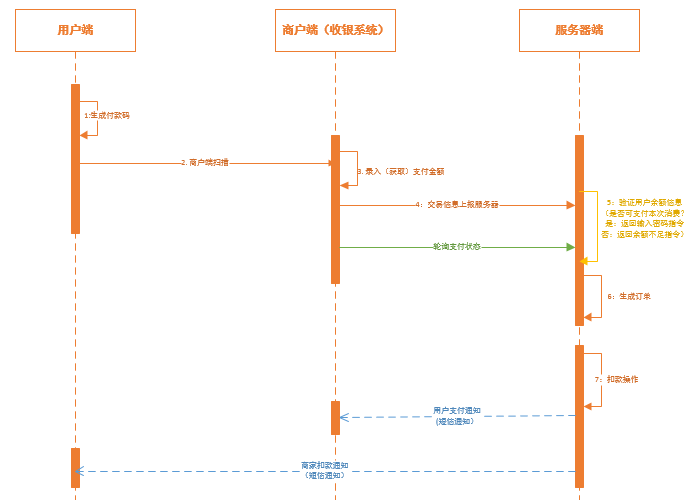 用户端
商户端（收银系统）
服务器端
1:生成付款码
2. 商户端扫描
3. 录入（获取）支付金额
4：交易信息上报服务器
5：验证用户余额信息
（是否可支付本次消费？
是：返回输入密码指令
否：返回余额不足指令）
轮询支付状态
6：生成订单
7：扣款操作
用户支付通知
（短信通知）
商家扣款通知
（短信通知）